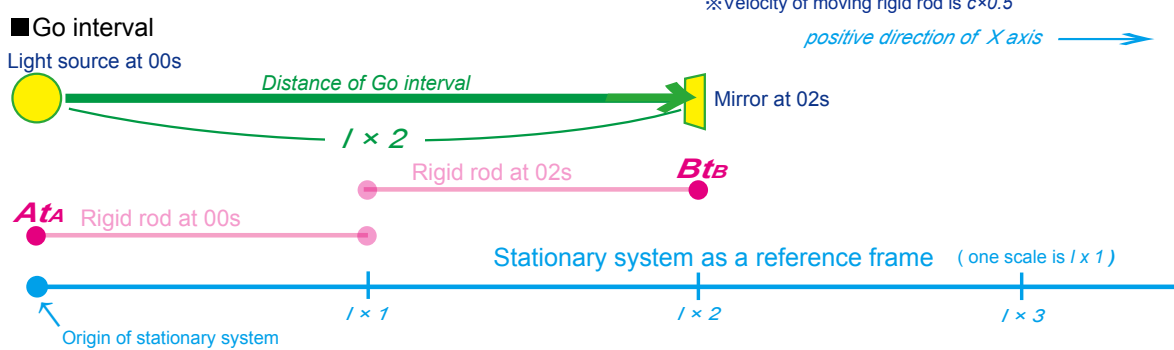 ※Velocity of moving rigid rod is c×0.5
■Go interval
positive direction of X axis
Light source at 00s
Distance of Go interval
Mirror at 02s
l × 2
Rigid rod at 02s
BtB
AtA
Rigid rod at 00s
Stationary system as a reference frame ( one scale is l x 1 )
l × 1
l × 2
l × 3
Origin of stationary system